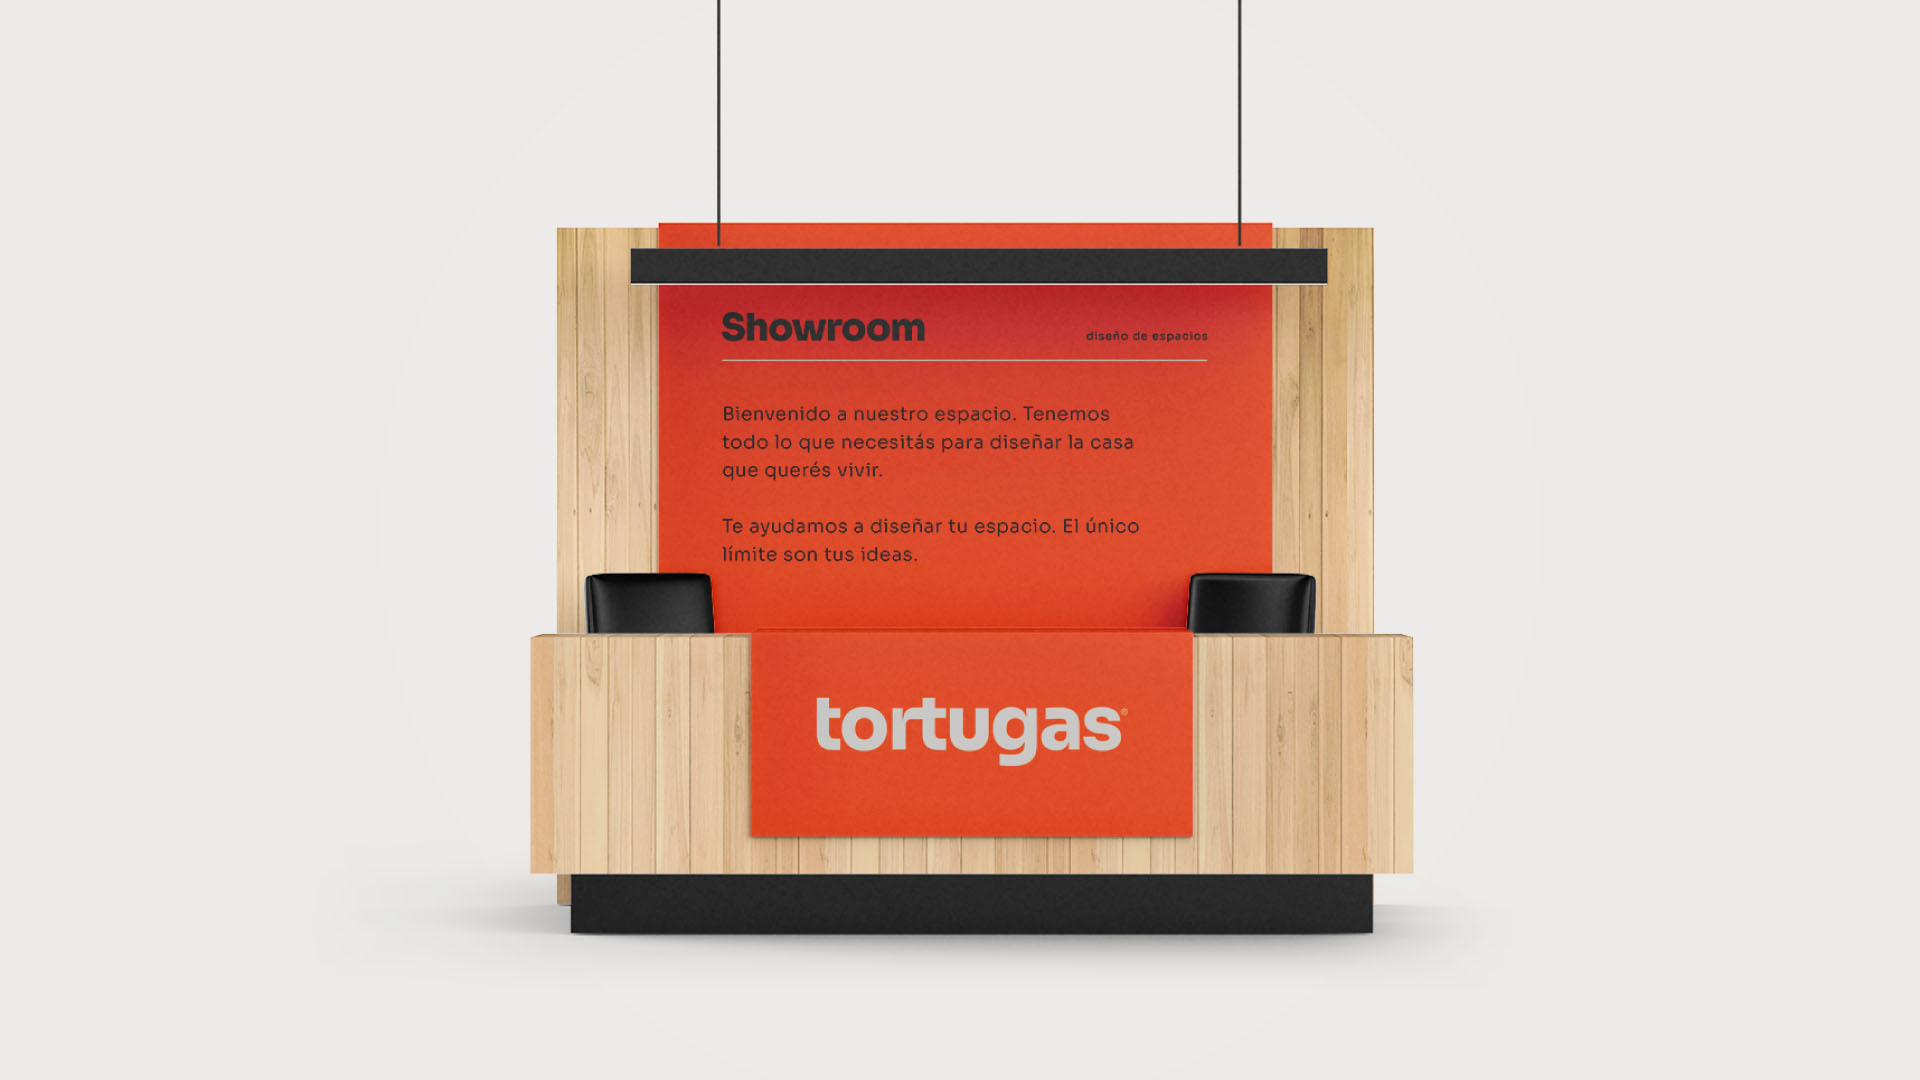 Showroom
diseño de espacios
Bienvenido a nuestro espacio. Tenemos
todo lo que necesitás para diseñar la casa
que querés vivir.
Te ayudamos a diseñar tu espacio. El único
límite son tus ideas.
tortugas®